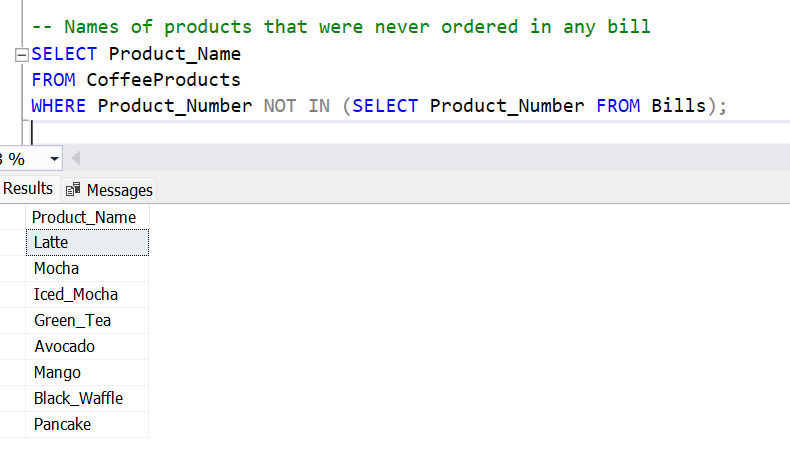 -- Names of products that were never ordered in any bill
SELECT Product_Name
FROM CoffeeProducts
WHERE Product_Number NOT IN (SELECT Product_Number FROM Bills);
%
Results Messages
Product_Name
Latte
Mocha
Iced_Mocha
Green_Tea
Avocado
Mango
Black_Waffle
Pancake